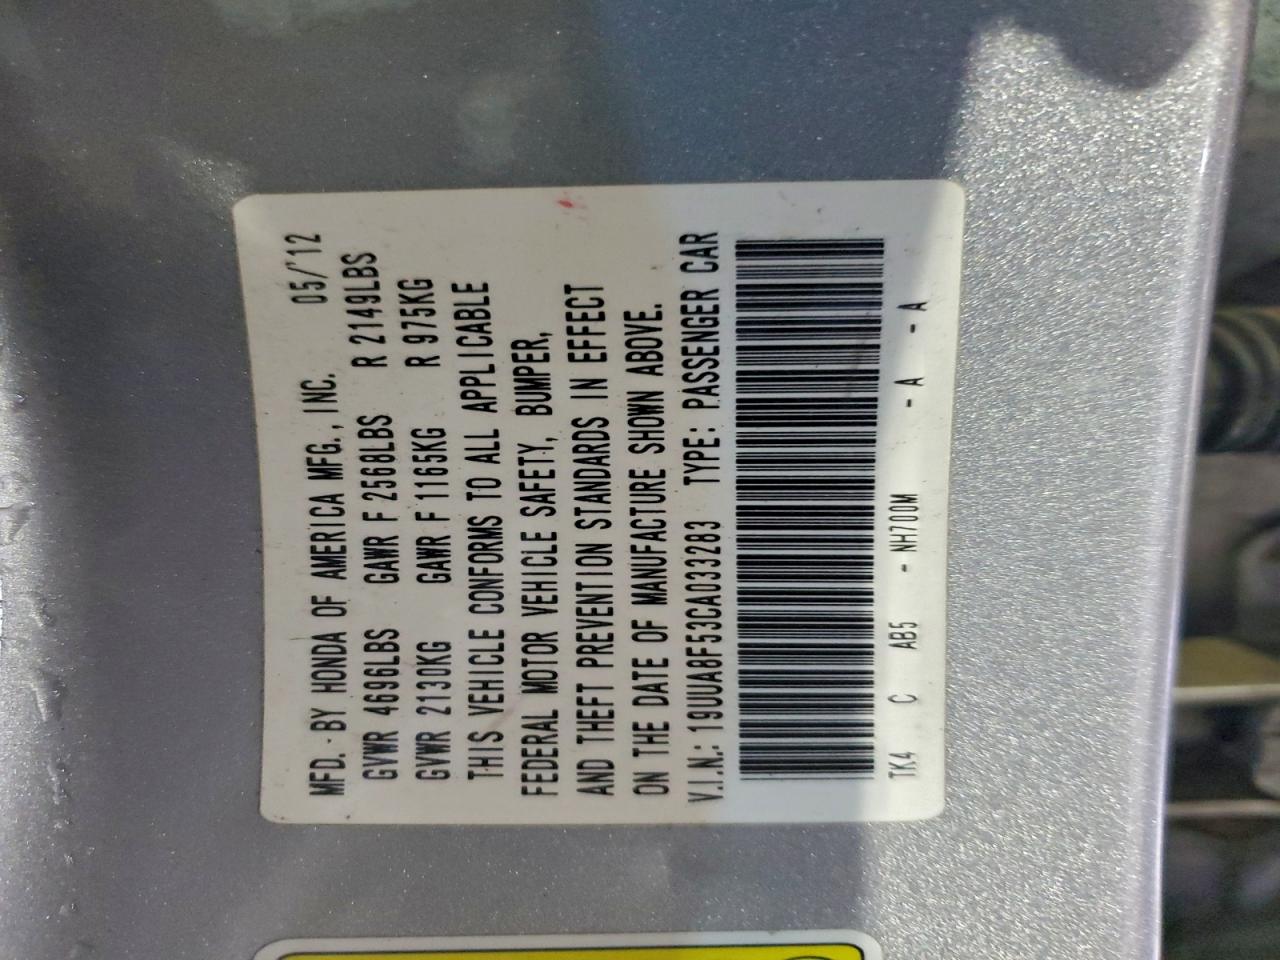 MFD. BY HONDA OF AMERICA MFG., INC. 05/'12
GVWR 4696LBS GAWR F 2568LBS R 2149LBS
GVWR 2130KG GAWR F 1165KG R 975KG
THIS VEHICLE CONFORMS TO ALL APPLICABLE
FEDERAL MOTOR VEHICLE SAFETY, BUMPER,
AND THEFT PREVENTION STANDARDS IN EFFECT
ON THE DATE OF MANUFACTURE SHOWN ABOVE.
V.I.N.: 19UUA8F53CA033283 TYPE: PASSENGER CAR
TK4 C AB5 - NH700M - A - A